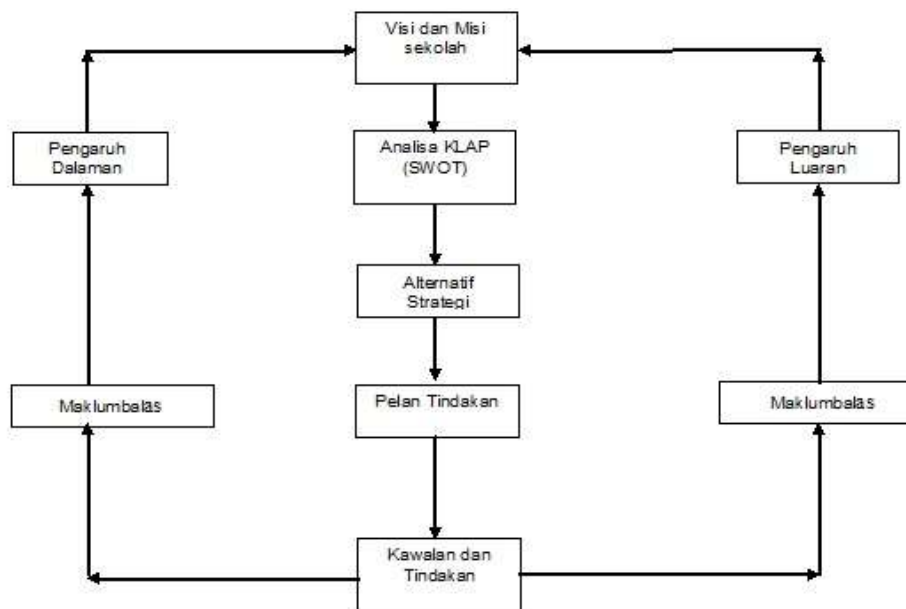 Visi dan Misi
sekolah
Pengaruh
Dalaman
Analisa KLAP
(SWOT)
Pengaruh
Luaran
Alternatif
Strategi
Maklumbalas
Pelan Tindakan
Maklumbalas
Kawalan dan
Tindakan